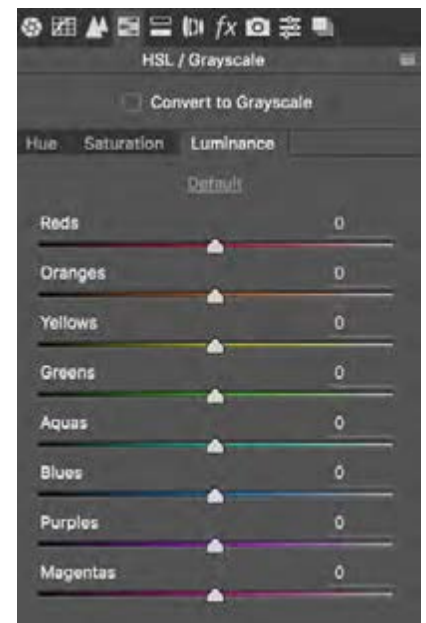 fx
HSL / Grayscale
Convert to Grayscale
Hue Saturation Luminance
Default
Reds 0
Oranges 0
Yellows 0
Greens 0
Aquas 0
Blues 0
Purples 0
Magentas 0